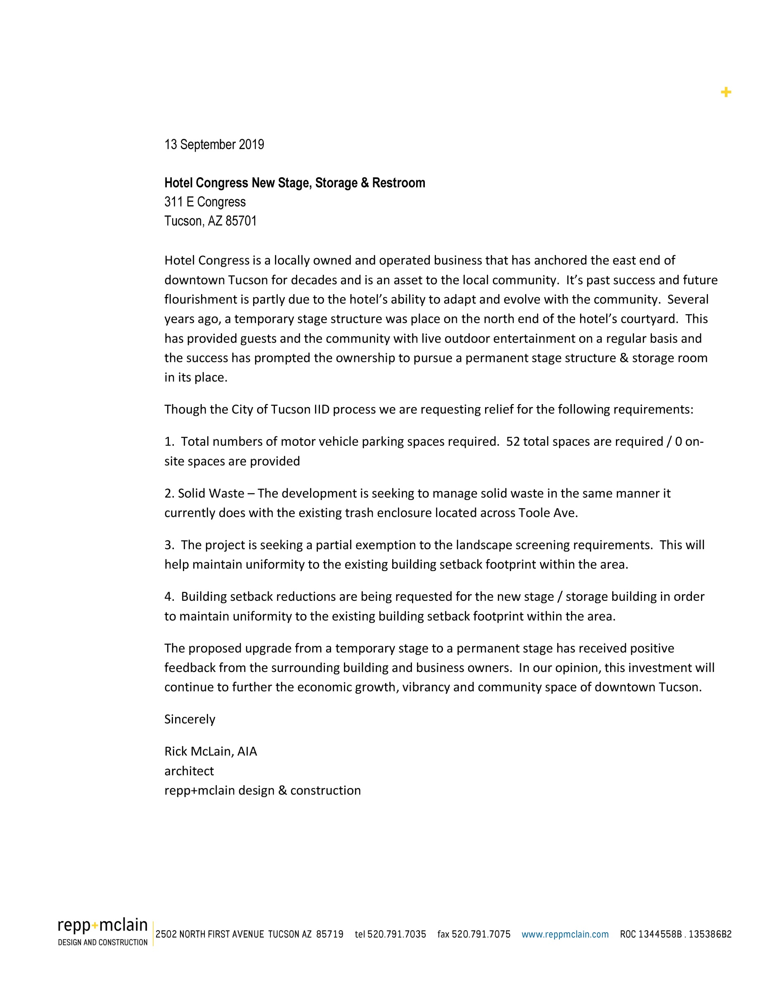 +
13 September 2019
Hotel Congress New Stage, Storage & Restroom
311 E Congress
Tucson, AZ 85701
Hotel Congress is a locally owned and operated business that has anchored the east end of
downtown Tucson for decades and is an asset to the local community.  It’s past success and future
flourishment is partly due to the hotel’s ability to adapt and evolve with the community.  Several
years ago, a temporary stage structure was place on the north end of the hotel’s courtyard.  This
has provided guests and the community with live outdoor entertainment on a regular basis and
the success has prompted the ownership to pursue a permanent stage structure & storage room
in its place.
Though the City of Tucson IID process we are requesting relief for the following requirements:
1.  Total numbers of motor vehicle parking spaces required.  52 total spaces are required / 0 on-
site spaces are provided
2. Solid Waste – The development is seeking to manage solid waste in the same manner it
currently does with the existing trash enclosure located across Toole Ave.
3.  The project is seeking a partial exemption to the landscape screening requirements.  This will
help maintain uniformity to the existing building setback footprint within the area.
4.  Building setback reductions are being requested for the new stage / storage building in order
to maintain uniformity to the existing building setback footprint within the area.
The proposed upgrade from a temporary stage to a permanent stage has received positive
feedback from the surrounding building and business owners.  In our opinion, this investment will
continue to further the economic growth, vibrancy and community space of downtown Tucson.
Sincerely
Rick McLain, AIA
architect
repp+mclain design & construction
repp+mclain
DESIGN AND CONSTRUCTION
2502 NORTH FIRST AVENUE  TUCSON AZ  85719  tel 520.791.7035  fax 520.791.7075  www.reppmclain.com  ROC 1344558B . 135386B2